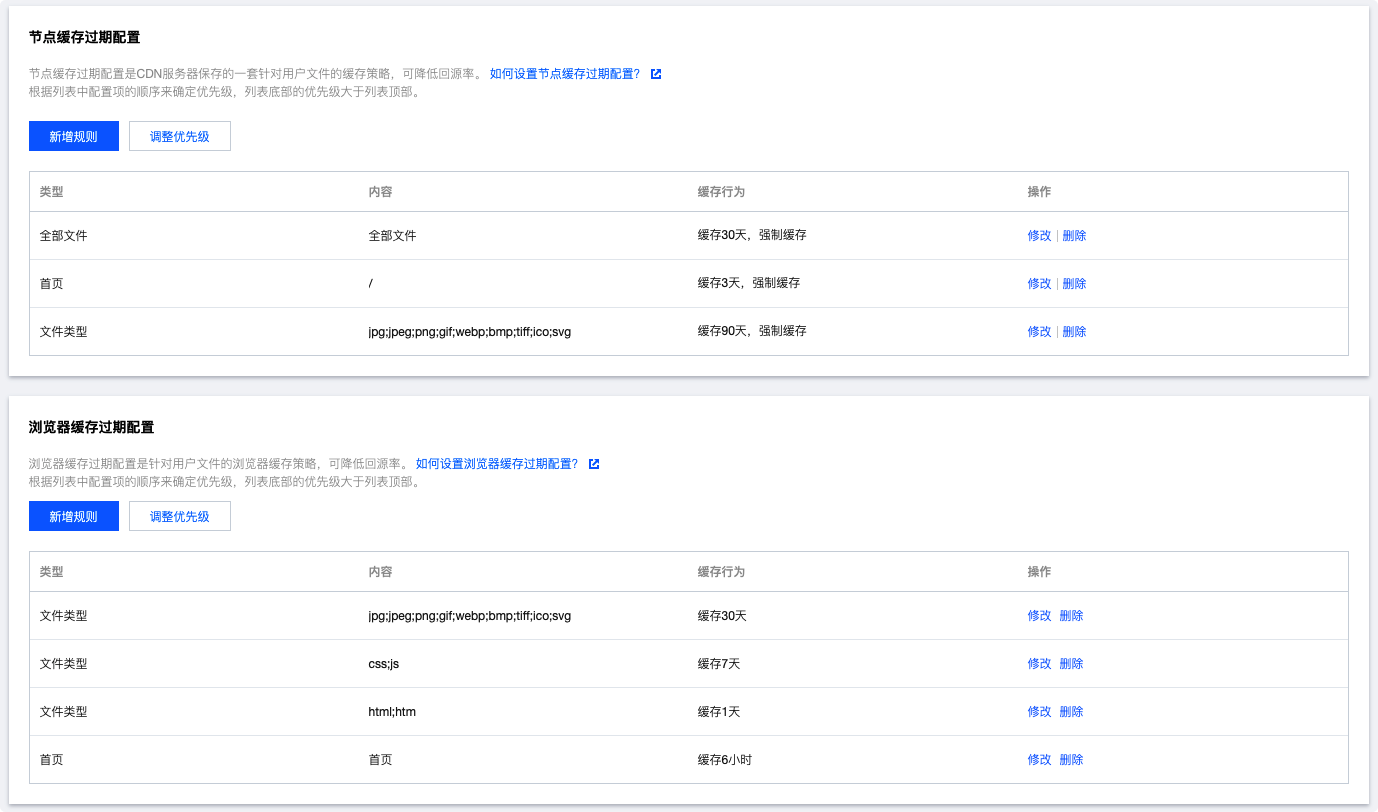 节点缓存过期配置
节点缓存过期配置是CDN服务器保存的一套针对用户文件的缓存策略，可降低回源率。 如何设置节点缓存过期配置？
根据列表中配置项的顺序来确定优先级，列表底部的优先级大于列表顶部。
新增规则 调整优先级
类型 内容 缓存行为 操作
全部文件 全部文件 缓存30天，强制缓存 修改 | 删除
首页 / 缓存3天，强制缓存 修改 | 删除
文件类型 jpg;jpeg;png;gif;webp;bmp;tiff;ico;svg 缓存90天，强制缓存 修改 | 删除
浏览器缓存过期配置
浏览器缓存过期配置是针对用户文件的浏览器缓存策略，可降低回源率。 如何设置浏览器缓存过期配置？
根据列表中配置项的顺序来确定优先级，列表底部的优先级大于列表顶部。
新增规则 调整优先级
类型 内容 缓存行为 操作
文件类型 jpg;jpeg;png;gif;webp;bmp;tiff;ico;svg 缓存30天 修改 删除
文件类型 css;js 缓存7天 修改 删除
文件类型 html;htm 缓存1天 修改 删除
首页 首页 缓存6小时 修改 删除